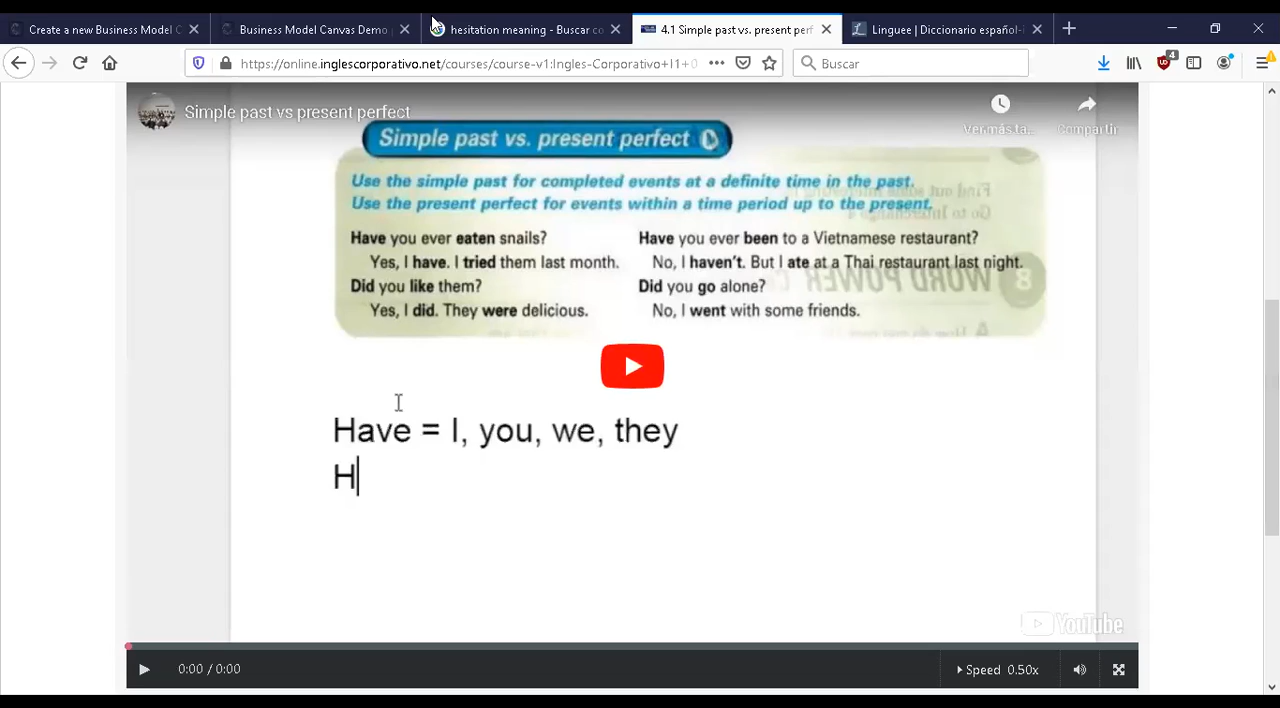 Create a new Business Model C
Business Model Canvas Demo
hesitation meaning - Buscar co
4.1 Simple past vs. present perf
Linguee | Diccionario español-i
https://online.inglescorporativo.net/courses/course-v1:Ingles-Corporativo+I1+0
Buscar
4
Simple past vs present perfect
Ver más ta...
Compartir
Simple past vs. present perfect
Use the simple past for completed events at a definite time in the past.
Use the present perfect for events within a time period up to the present.
Have you ever eaten snails?
Yes, I have. I tried them last month.
Did you like them?
Yes, I did. They were delicious.
Have you ever been to a Vietnamese restaurant?
No, I haven't. But I ate at a Thai restaurant last night.
Did you go alone?
No, I went with some friends.
8 WORD POWER
Have = I, you, we, they
H
YouTube
0:00 / 0:00
Speed 0.50x